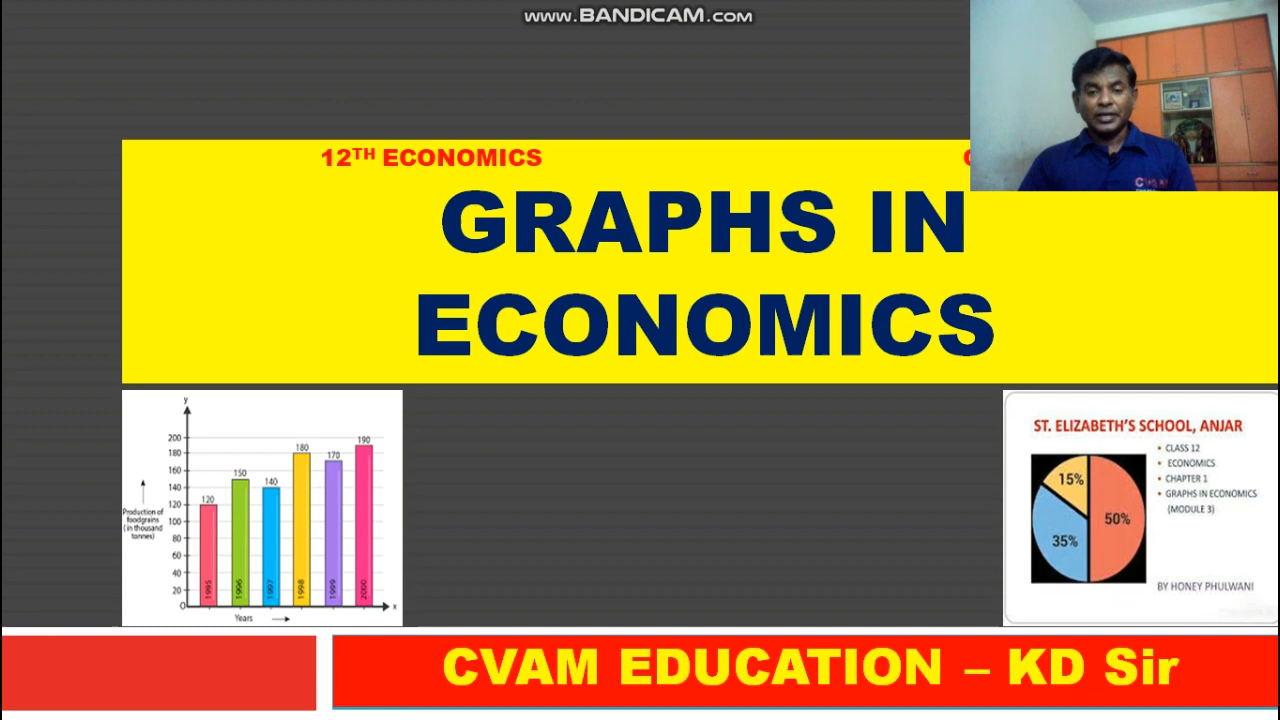 www.BANDICAM.com
12TH ECONOMICS
GRAPHS IN
ECONOMICS
y
200
180
160
140
120
100
80
60
40
20
O
120
150
140
180
170
190
1995
1996
1997
1998
1999
2000
x
Production of
foodgrains
(in thousand
tonnes)
Years
ST. ELIZABETH'S SCHOOL, ANJAR
• CLASS 12
• ECONOMICS
• CHAPTER 1
• GRAPHS IN ECONOMICS
(MODULE 3)
15%
50%
35%
BY HONEY PHULWANI
CVAM EDUCATION – KD Sir